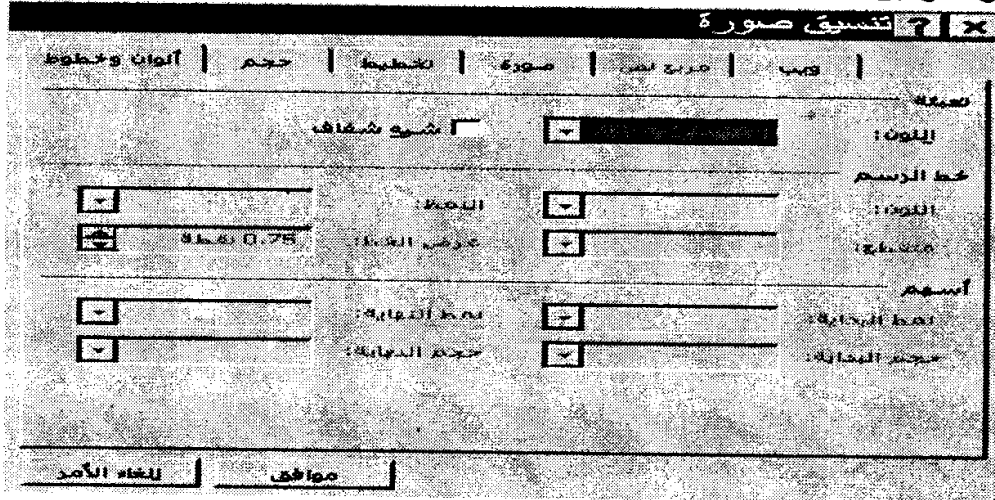 تنسيق صورة
ألوان وخطوط حجم تخطيط صورة مربع نص ويب
تعبئة
اللون: شبه شفاف
خط الرسم
اللون: النمط:
متقطع: عرض الخط: 0.75 نقطة
أسهم
نمط البداية: نمط النهاية:
حجم البداية: حجم النهاية:
موافق إلغاء الأمر